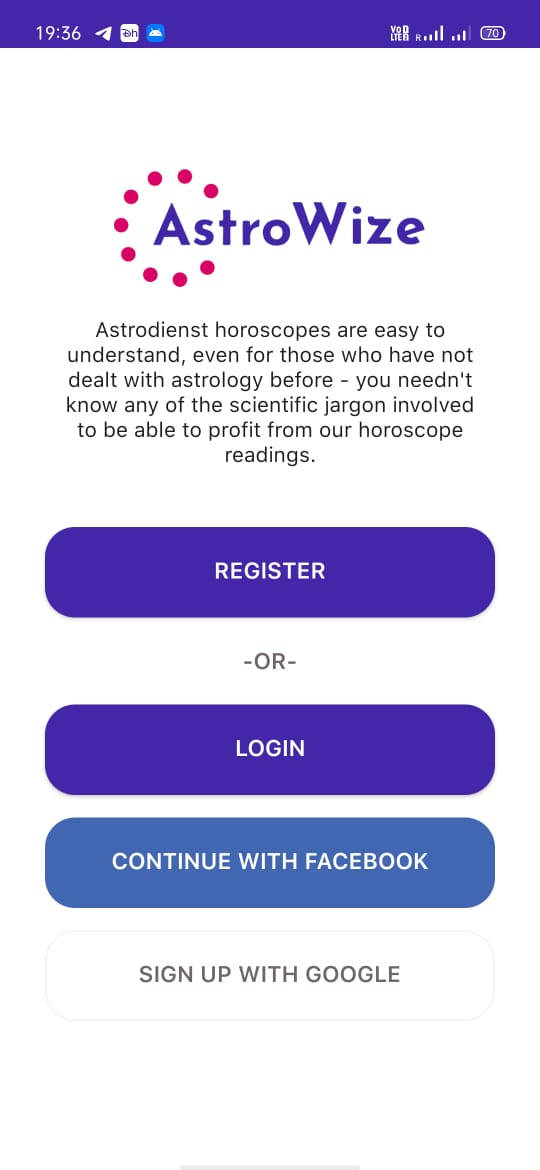 19:36 VoD LTE2 R 70
AstroWize
Astrodienst horoscopes are easy to
understand, even for those who have not
dealt with astrology before - you needn't
know any of the scientific jargon involved
to be able to profit from our horoscope
readings.
REGISTER
-OR-
LOGIN
CONTINUE WITH FACEBOOK
SIGN UP WITH GOOGLE